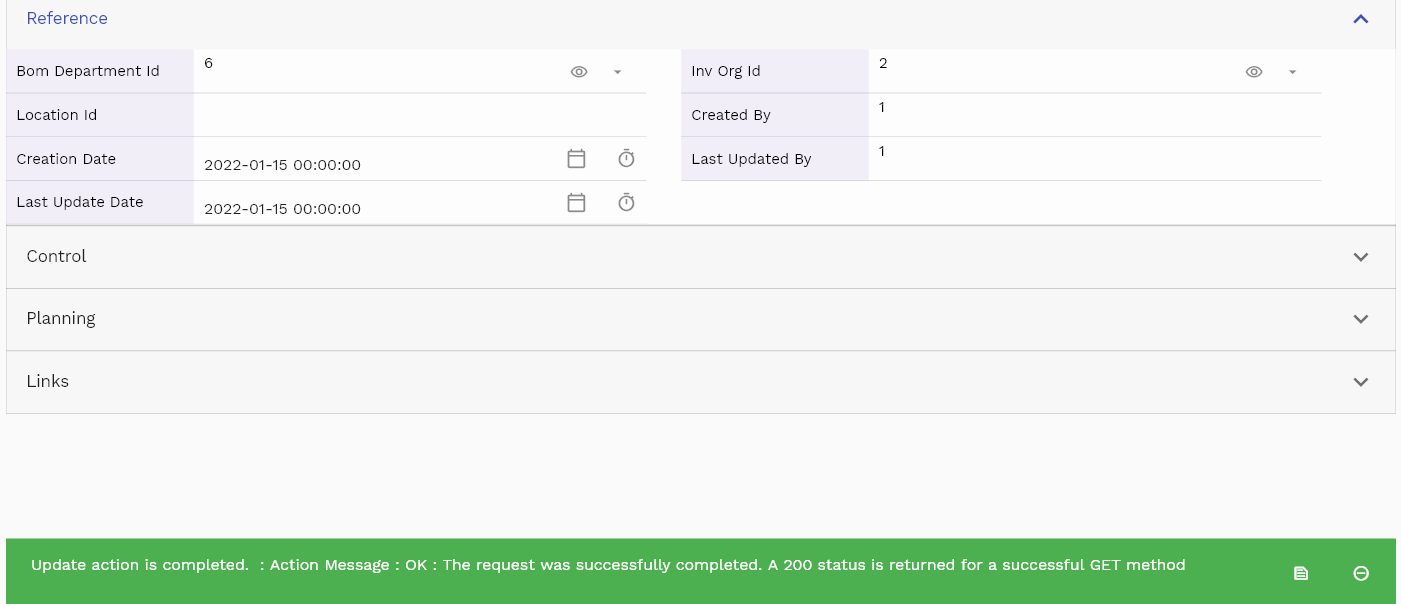 Reference
Bom Department Id 6 Inv Org Id 2
Location Id Created By 1
Creation Date 2022-01-15 00:00:00 Last Updated By 1
Last Update Date 2022-01-15 00:00:00
Control
Planning
Links
Update action is completed.  : Action Message : OK : The request was successfully completed. A 200 status is returned for a successful GET method